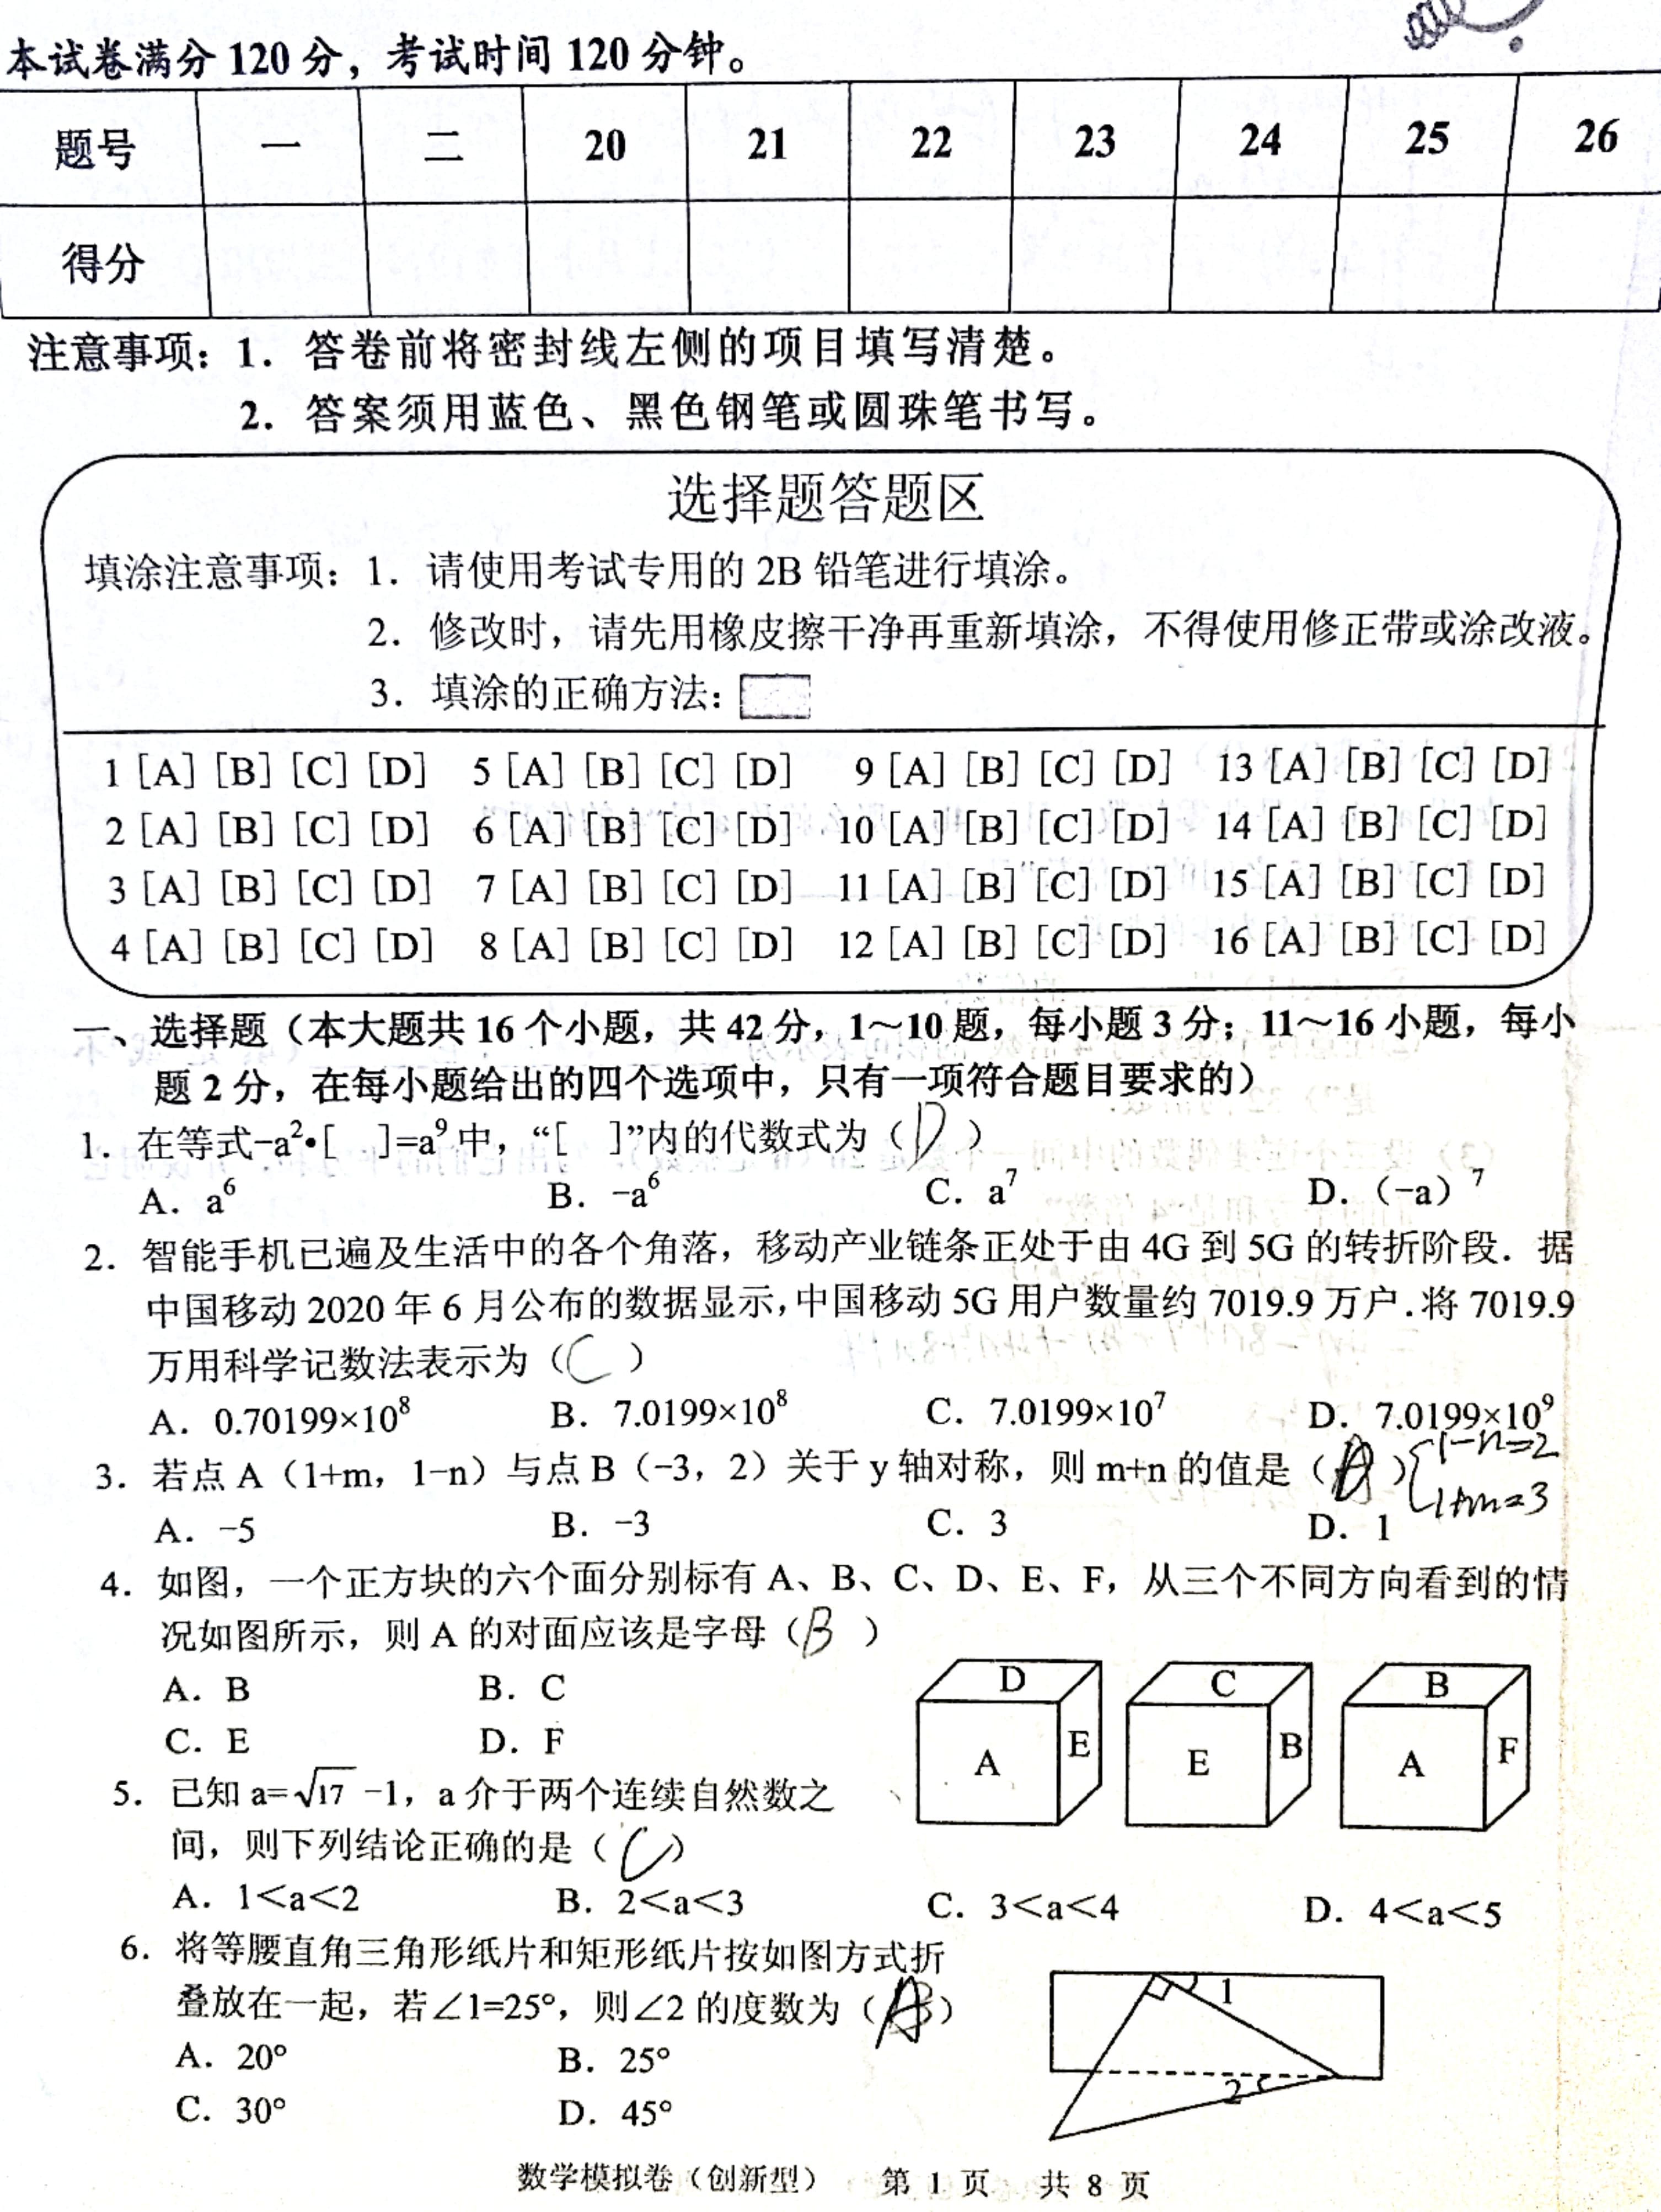 本试卷满分 120 分，考试时间 120 分钟。
题号 一 二 20 21 22 23 24 25 26
得分
注意事项：1．答卷前将密封线左侧的项目填写清楚。
2．答案须用蓝色、黑色钢笔或圆珠笔书写。
选择题答题区
填涂注意事项：1．请使用考试专用的 2B 铅笔进行填涂。
2．修改时，请先用橡皮擦干净再重新填涂，不得使用修正带或涂改液。
3．填涂的正确方法：
1 [A] [B] [C] [D] 5 [A] [B] [C] [D] 9 [A] [B] [C] [D] 13 [A] [B] [C] [D]
2 [A] [B] [C] [D] 6 [A] [B] [C] [D] 10 [A] [B] [C] [D] 14 [A] [B] [C] [D]
3 [A] [B] [C] [D] 7 [A] [B] [C] [D] 11 [A] [B] [C] [D] 15 [A] [B] [C] [D]
4 [A] [B] [C] [D] 8 [A] [B] [C] [D] 12 [A] [B] [C] [D] 16 [A] [B] [C] [D]
一、选择题（本大题共 16 个小题，共 42 分，1～10 题，每小题 3 分；11～16 小题，每小
题 2 分，在每小题给出的四个选项中，只有一项符合题目要求的）
1．在等式-a²•[ ]=a⁹中，“[ ]”内的代数式为（D）
A．a⁶ B．-a⁶ C．a⁷ D．（-a）⁷
2．智能手机已遍及生活中的各个角落，移动产业链条正处于由 4G 到 5G 的转折阶段．据
中国移动 2020 年 6 月公布的数据显示，中国移动 5G 用户数量约 7019.9 万户．将 7019.9
万用科学记数法表示为（C）
A．0.70199×10⁸ B．7.0199×10⁸ C．7.0199×10⁷ D．7.0199×10⁹
3．若点 A（1+m，1-n）与点 B（-3，2）关于 y 轴对称，则 m+n 的值是（ ）{1-n=2
1+m=3
A．-5 B．-3 C．3 D．1
4．如图，一个正方块的六个面分别标有 A、B、C、D、E、F，从三个不同方向看到的情
况如图所示，则 A 的对面应该是字母（B）
A．B B．C
C．E D．F
D A E C E B B A F
5．已知 a=√17 -1，a 介于两个连续自然数之
间，则下列结论正确的是（C）
A．1＜a＜2 B．2＜a＜3 C．3＜a＜4 D．4＜a＜5
6．将等腰直角三角形纸片和矩形纸片按如图方式折
叠放在一起，若∠1=25°，则∠2 的度数为（A）
A．20° B．25°
C．30° D．45°
1
2
数学模拟卷（创新型） 第 1 页 共 8 页